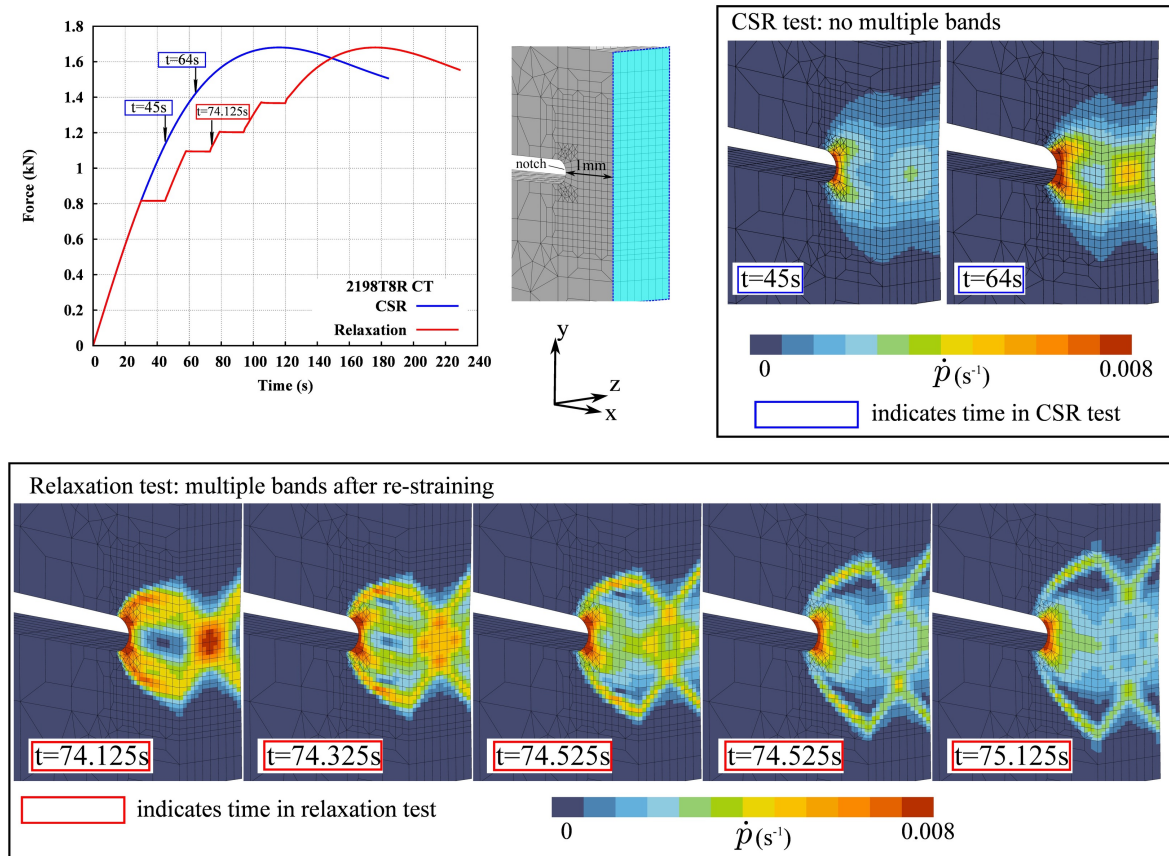 1.8
1.6
1.4
1.2
1
0.8
1.6
1.4
1.2
0
Force (kN)
0 20 40 60 80 100 120 140 160 180 200 220 240
Time (s)
t=64s
t=45s
t=74.125s
2198T8R CT
CSR
Relaxation
notch
1mm
y
z
x
CSR test: no multiple bands
t=45s
t=64s
0 ṗ (s⁻¹) 0.008
indicates time in CSR test
Relaxation test: multiple bands after re-straining
t=74.125s
t=74.325s
t=74.525s
t=74.525s
t=75.125s
indicates time in relaxation test
0 ṗ (s⁻¹) 0.008